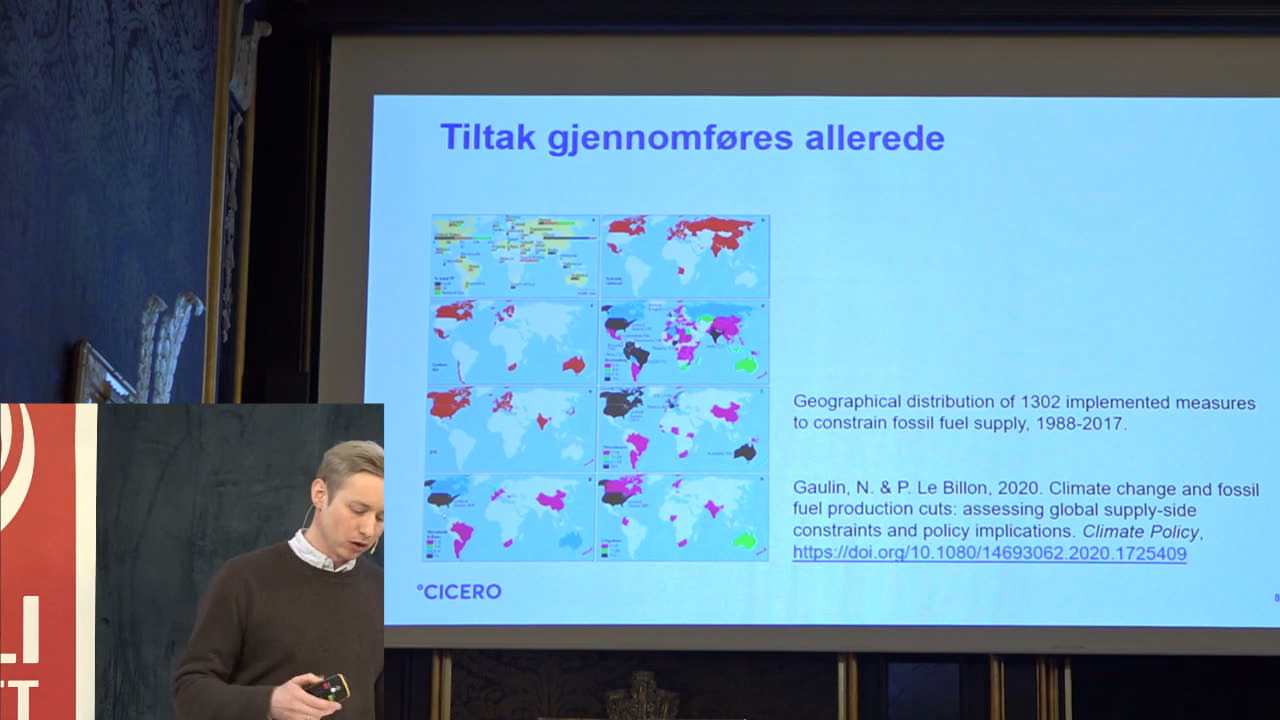 Tiltak gjennomføres allerede
Geographical distribution of 1302 implemented measures
to constrain fossil fuel supply, 1988-2017.
Gaulin, N. & P. Le Billon, 2020. Climate change and fossil
fuel production cuts: assessing global supply-side
constraints and policy implications. Climate Policy,
https://doi.org/10.1080/14693062.2020.1725409
°CICERO
8
LI